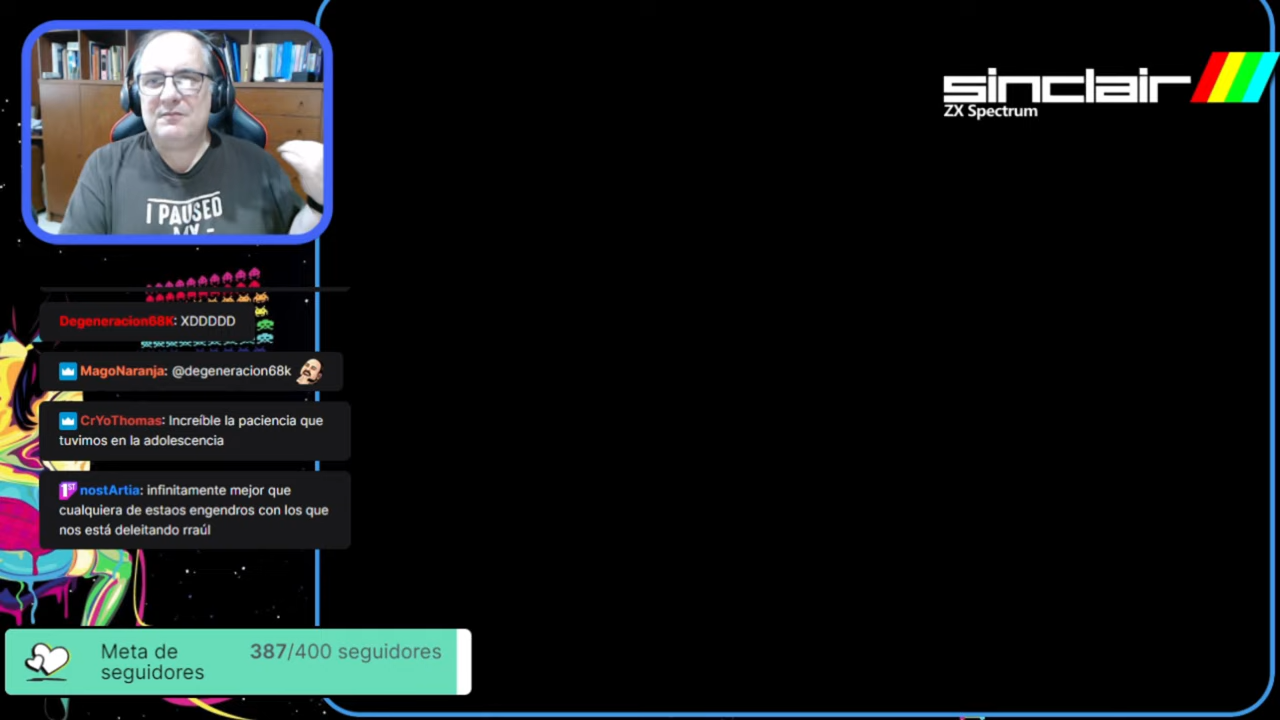 sinclair
ZX Spectrum
I PAUSED
MY -
Degeneracion68K: XDDDDD
MagoNaranja: @degeneracion68k
CrYoThomas: Increíble la paciencia que
tuvimos en la adolescencia
1ST nostArtia: infinitamente mejor que
cualquiera de estaos engendros con los que
nos está deleitando rraúl
Meta de
seguidores
387/400 seguidores